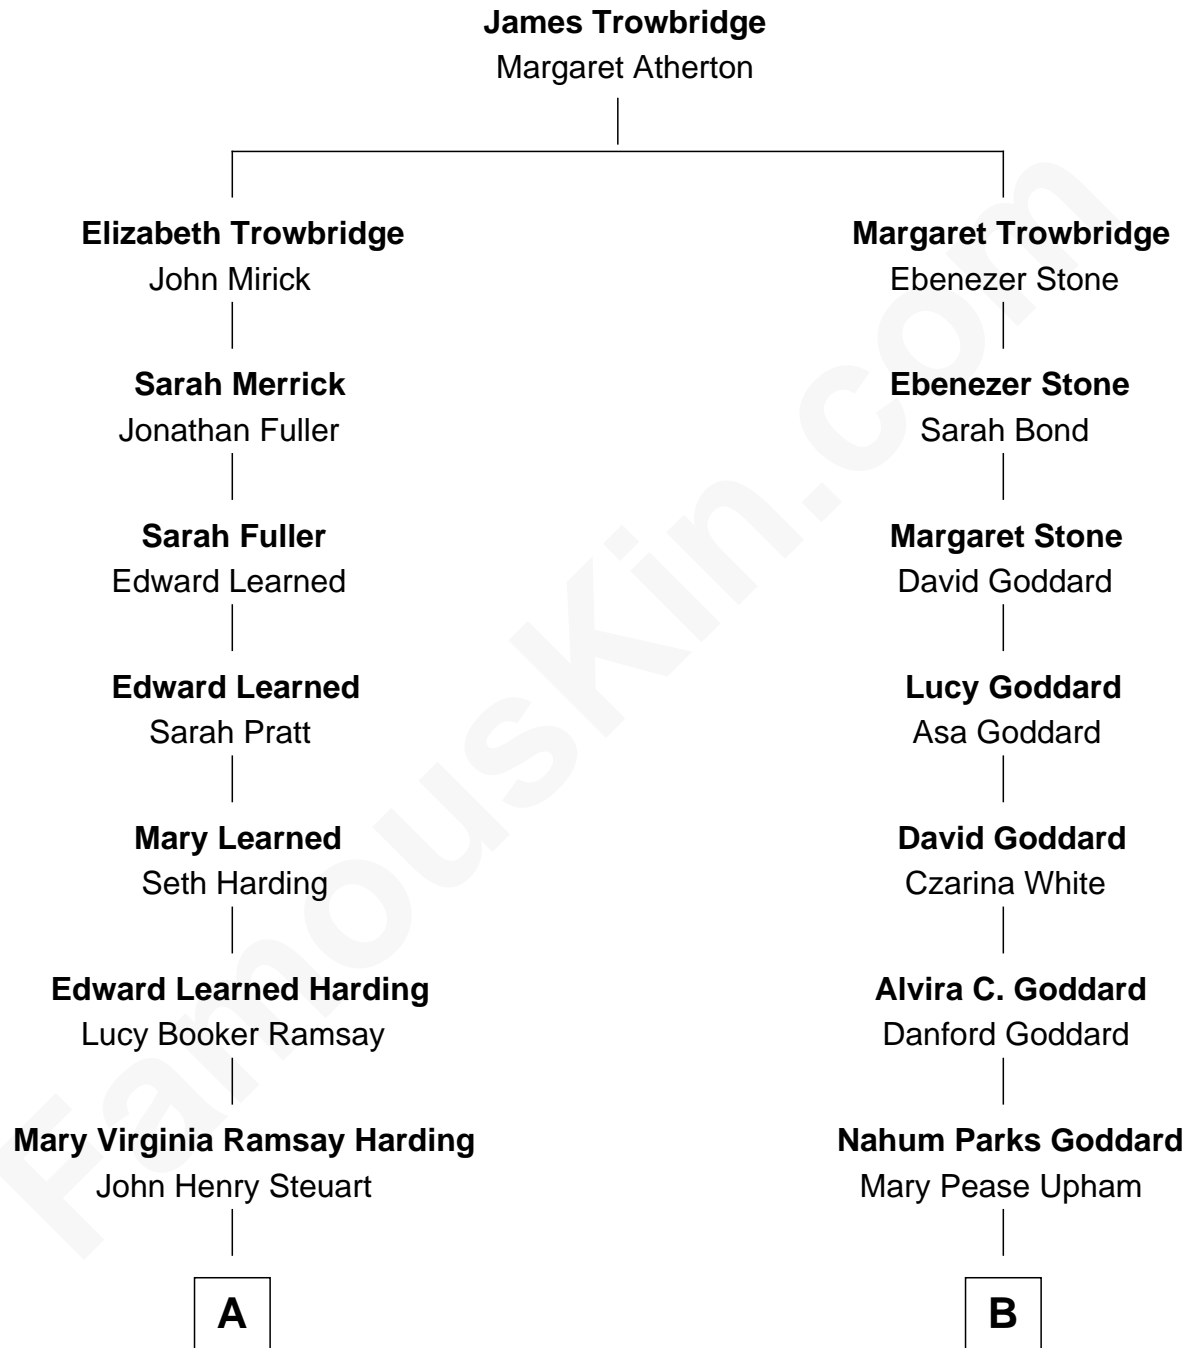 James Trowbridge
Margaret Atherton
Elizabeth Trowbridge
John Mirick
Margaret Trowbridge
Ebenezer Stone
Sarah Merrick
Jonathan Fuller
Ebenezer Stone
Sarah Bond
Sarah Fuller
Edward Learned
Margaret Stone
David Goddard
Edward Learned
Sarah Pratt
Lucy Goddard
Asa Goddard
Mary Learned
Seth Harding
David Goddard
Czarina White
Edward Learned Harding
Lucy Booker Ramsay
Alvira C. Goddard
Danford Goddard
Mary Virginia Ramsay Harding
John Henry Steuart
Nahum Parks Goddard
Mary Pease Upham
A
B
FamousKin.com